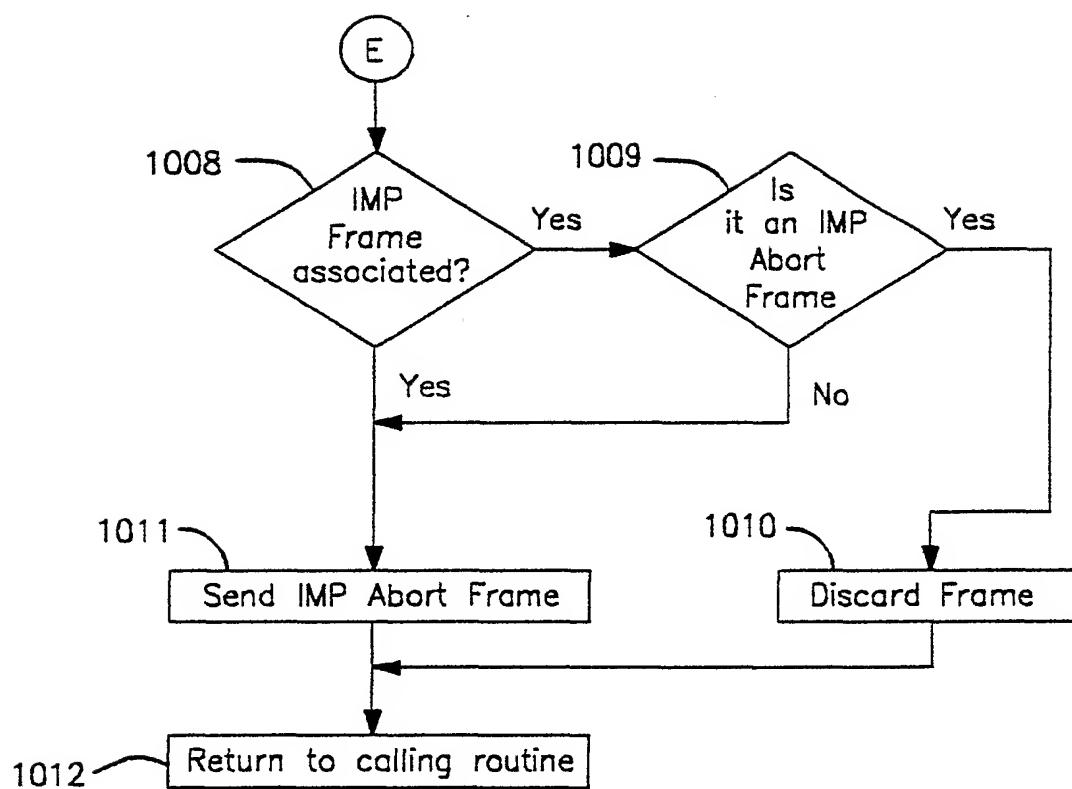 E
1008
IMP
Frame
associated?
Yes
1009
Is
it an IMP
Abort
Frame
Yes
Yes
No
1011
Send IMP Abort Frame
1010
Discard Frame
1012
Return to calling routine